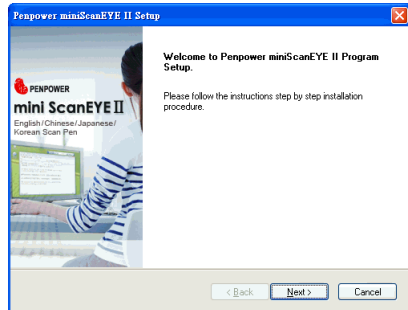 Penpower miniScanEYE II Setup
Welcome to Penpower miniScanEYE II Program
Setup.
Please follow the instructions step by step installation
procedure.
PENPOWER
mini ScanEYE II
English/Chinese/Japanese/
Korean Scan Pen
< Back
Next >
Cancel